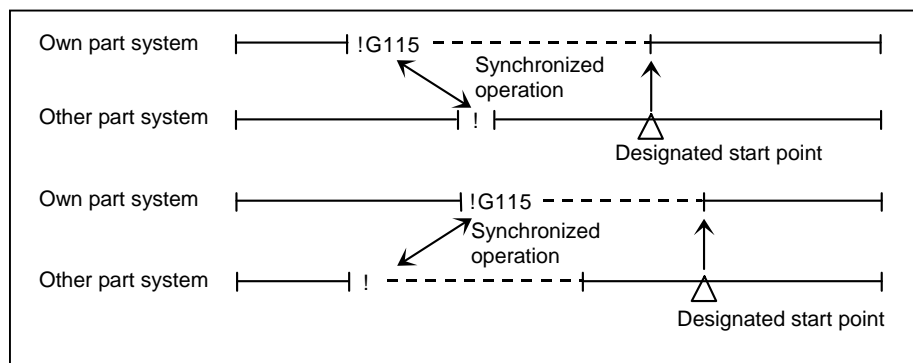 Own part system
!G115
Synchronized
operation
Other part system
!
Designated start point
Own part system
!G115
Synchronized
operation
Other part system
!
Designated start point